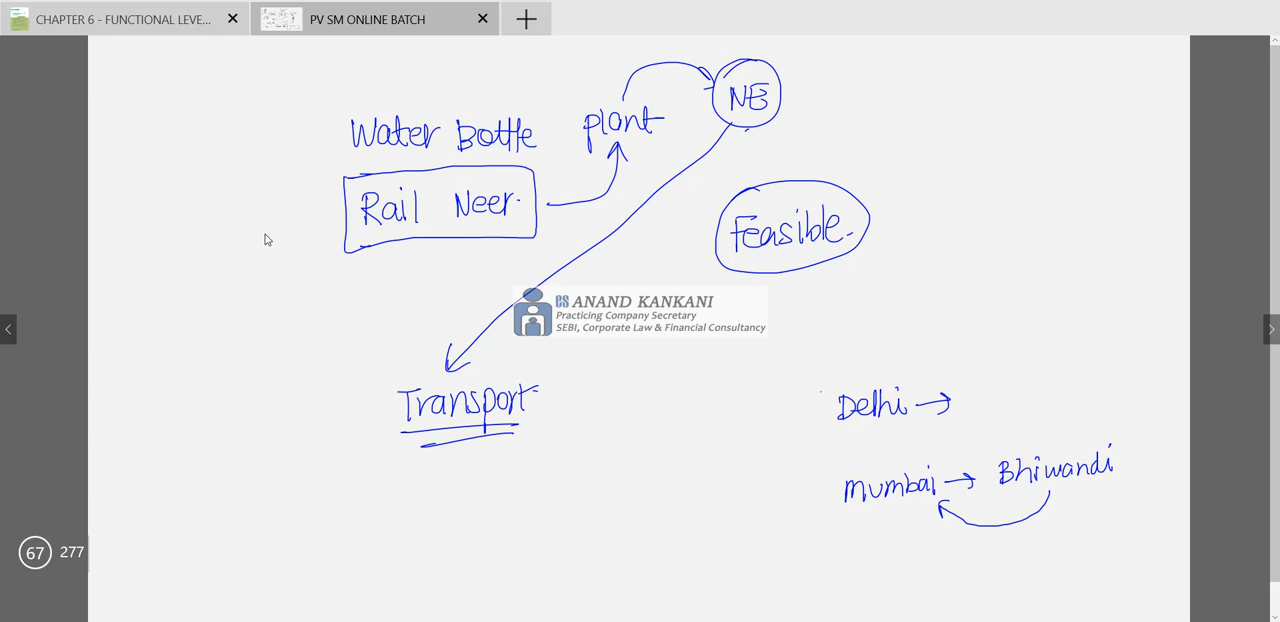 CHAPTER 6 - FUNCTIONAL LEVE...
PV SM ONLINE BATCH
NE
Water Bottle plant
Rail Neer.
Feasible.
CS ANAND KANKANI
Practicing Company Secretary
SEBI, Corporate Law & Financial Consultancy
Transport
Delhi →
Mumbai → Bhiwandi
67 277